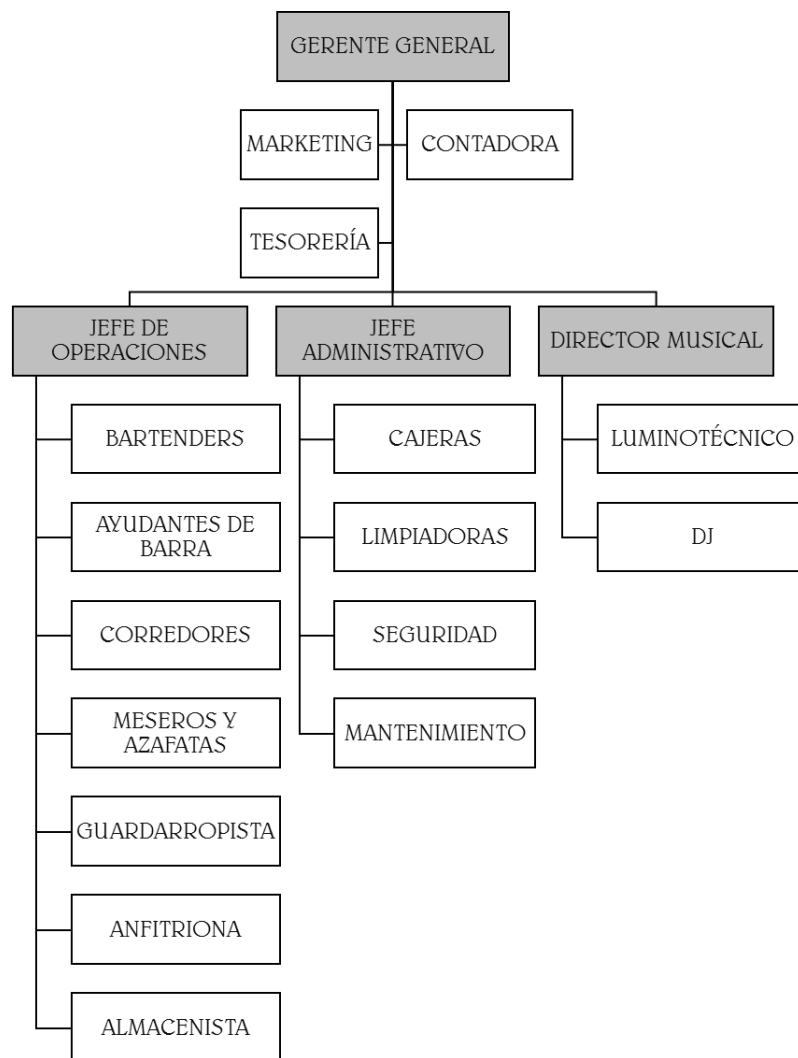 GERENTE GENERAL
MARKETING
CONTADORA
TESORERÍA
JEFE DE
OPERACIONES
BARTENDERS
AYUDANTES DE
BARRA
CORREDORES
MESEROS Y
AZAFATAS
GUARDARROPISTA
ANFITRIONA
ALMACENISTA
JEFE
ADMINISTRATIVO
CAJERAS
LIMPIADORAS
SEGURIDAD
MANTENIMIENTO
DIRECTOR MUSICAL
LUMINOTÉCNICO
DJ